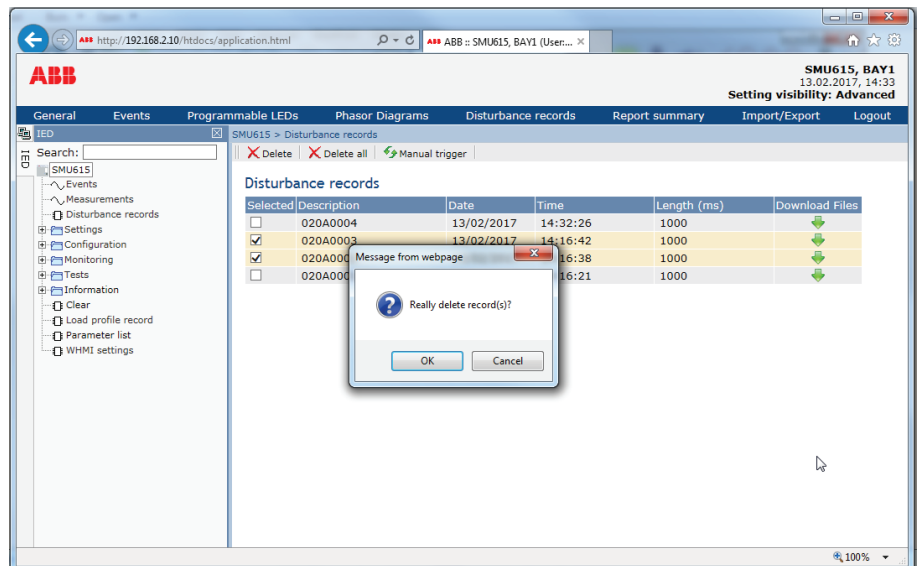 http://192.168.2.10/htdocs/application.html
ABB :: SMU615, BAY1 (User:...
ABB
SMU615, BAY1
13.02.2017, 14:33
Setting visibility: Advanced
General Events Programmable LEDs Phasor Diagrams Disturbance records Report summary Import/Export Logout
IED
IED
SMU615 > Disturbance records
Search:
Delete Delete all Manual trigger
SMU615
Events
Measurements
Disturbance records
Settings
Configuration
Monitoring
Tests
Information
Clear
Load profile record
Parameter list
WHMI settings
Disturbance records
Selected Description Date Time Length (ms) Download Files
020A0004 13/02/2017 14:32:26 1000
020A0003 13/02/2017 14:16:42 1000
020A000 16:38 1000
020A000 16:21 1000
Message from webpage
Really delete record(s)?
OK Cancel
100%